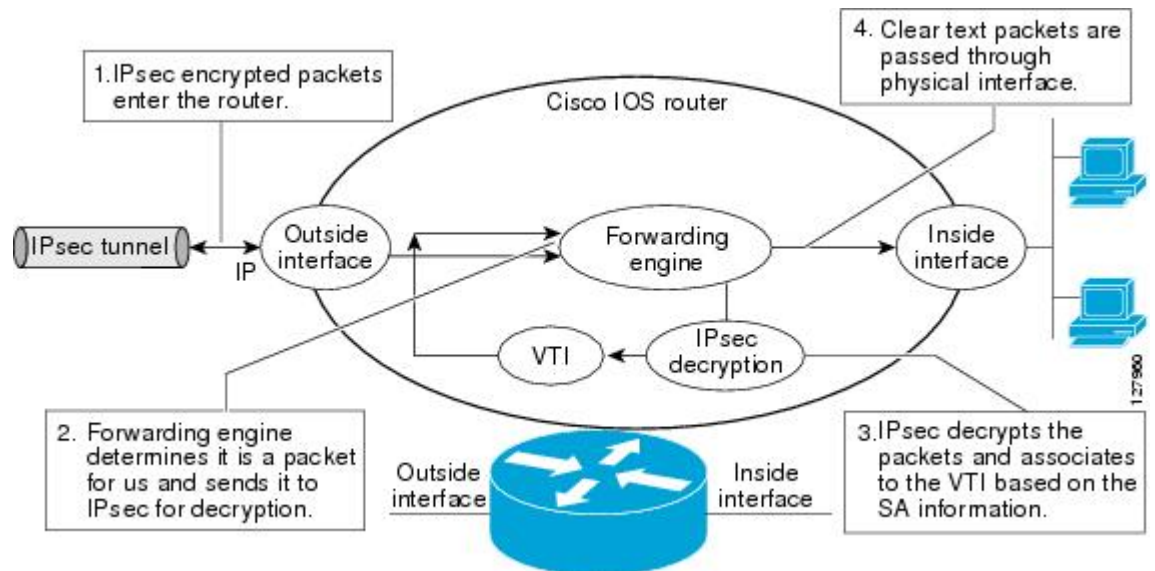 1. IPsec encrypted packets
enter the router.
4. Clear text packets are
passed through
physical interface.
Cisco IOS router
IPsec tunnel
IP
Outside
interface
Forwarding
engine
Inside
interface
VTI
IPsec
decryption
127960
2. Forwarding engine
determines it is a packet
for us and sends it to
IPsec for decryption.
Outside
interface
Inside
interface
3. IPsec decrypts the
packets and associates
to the VTI based on the
SA information.